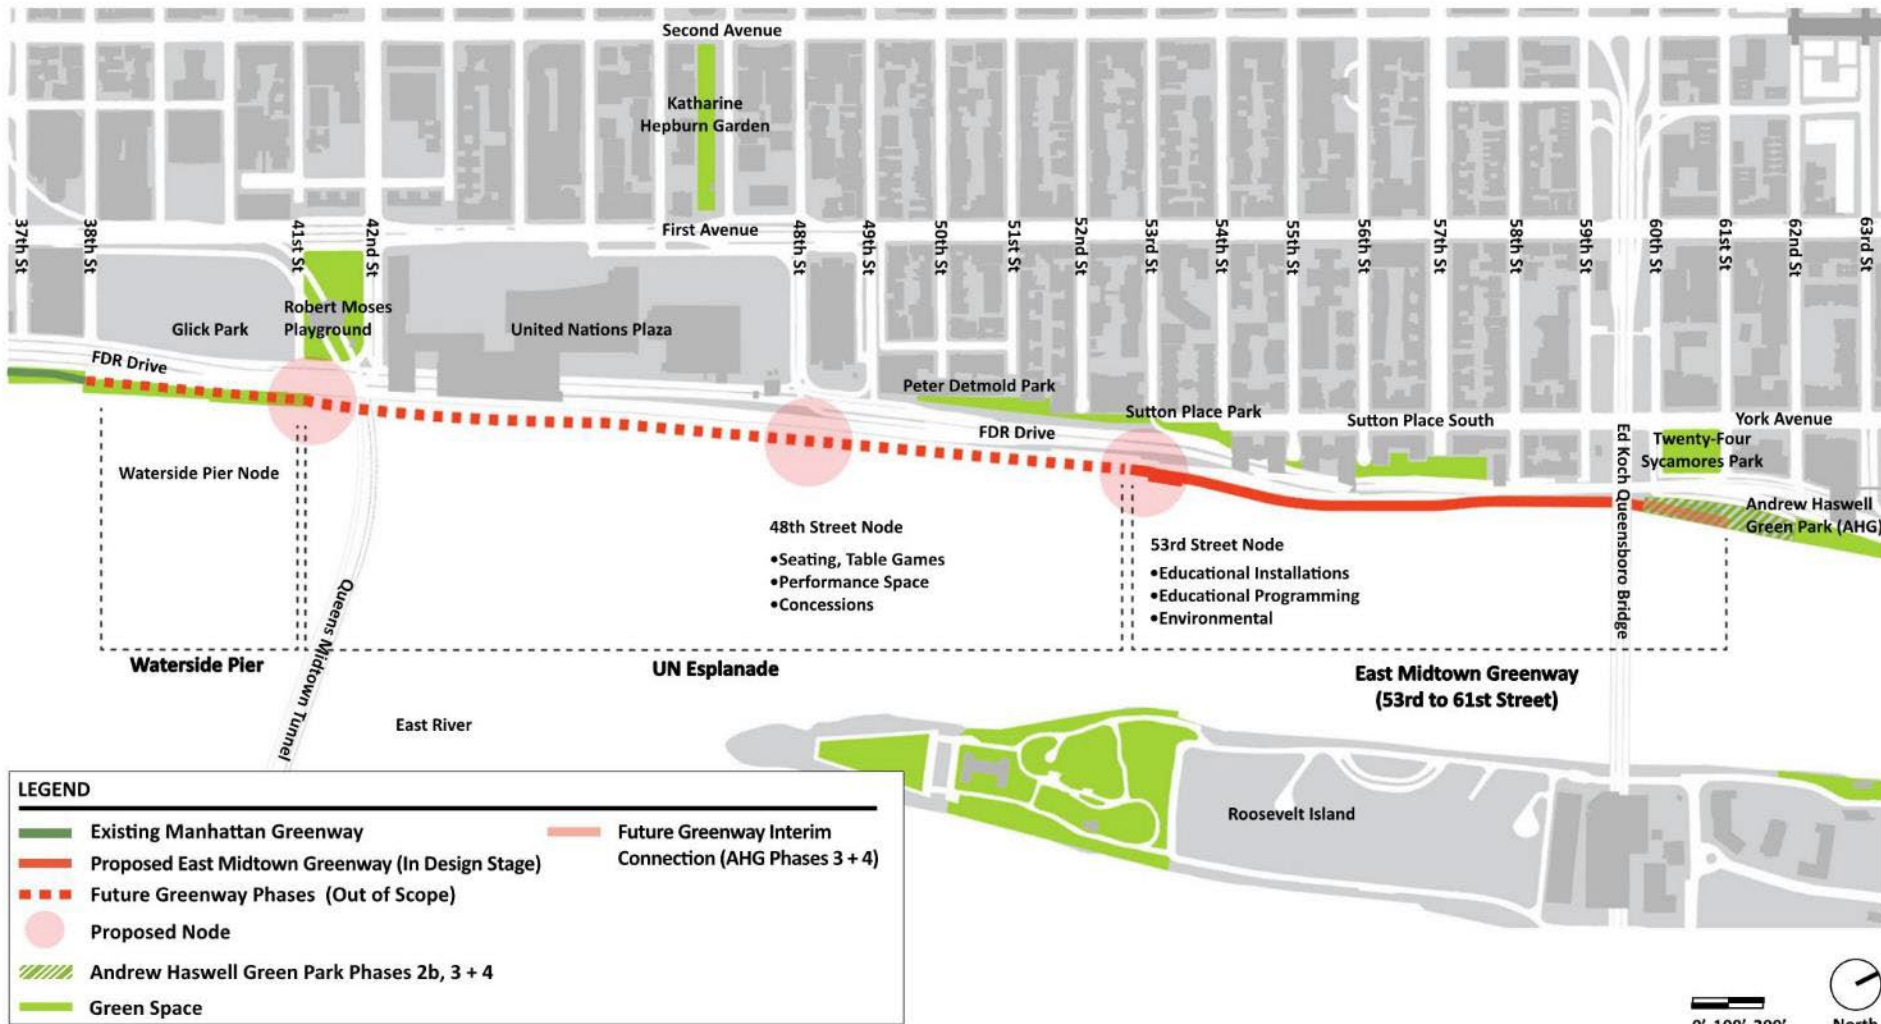 Second Avenue
Katharine
Hepburn Garden
First Avenue
37th St
38th St
41st St
42nd St
48th St
49th St
50th St
51st St
52nd St
53rd St
54th St
55th St
56th St
57th St
58th St
59th St
60th St
61st St
62nd St
63rd St
Glick Park
Robert Moses
Playground
United Nations Plaza
FDR Drive
Peter Detmold Park
Sutton Place Park
Sutton Place South
York Avenue
FDR Drive
Twenty-Four
Sycamores Park
Ed Koch Queensboro Bridge
Andrew Haswell
Green Park (AHG)
Waterside Pier Node
48th Street Node
•Seating, Table Games
•Performance Space
•Concessions
53rd Street Node
•Educational Installations
•Educational Programming
•Environmental
Queens Midtown Tunnel
Waterside Pier
UN Esplanade
East Midtown Greenway
(53rd to 61st Street)
East River
Roosevelt Island
LEGEND
Existing Manhattan Greenway
Proposed East Midtown Greenway (In Design Stage)
Future Greenway Phases (Out of Scope)
Proposed Node
Andrew Haswell Green Park Phases 2b, 3 + 4
Green Space
Future Greenway Interim
Connection (AHG Phases 3 + 4)
0' 100' 200'
North